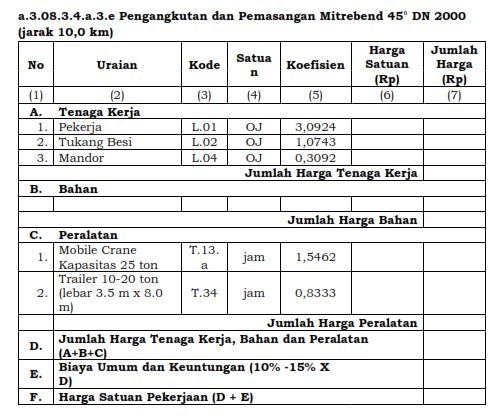 a.3.08.3.4.a.3.e Pengangkutan dan Pemasangan Mitrebend 45° DN 2000
(jarak 10,0 km)
No Uraian Kode Satua
n Koefisien Harga
Satuan
(Rp) Jumlah
Harga
(Rp)
(1) (2) (3) (4) (5) (6) (7)
A. Tenaga Kerja
1. Pekerja L.01 OJ 3,0924
2. Tukang Besi L.02 OJ 1,0743
3. Mandor L.04 OJ 0,3092
Jumlah Harga Tenaga Kerja
B. Bahan
Jumlah Harga Bahan
C. Peralatan
1. Mobile Crane
Kapasitas 25 ton T.13.
a jam 1,5462
2. Trailer 10-20 ton
(lebar 3.5 m x 8.0
m) T.34 jam 0,8333
Jumlah Harga Peralatan
D. Jumlah Harga Tenaga Kerja, Bahan dan Peralatan
(A+B+C)
E. Biaya Umum dan Keuntungan (10% -15% X
D)
F. Harga Satuan Pekerjaan (D + E)